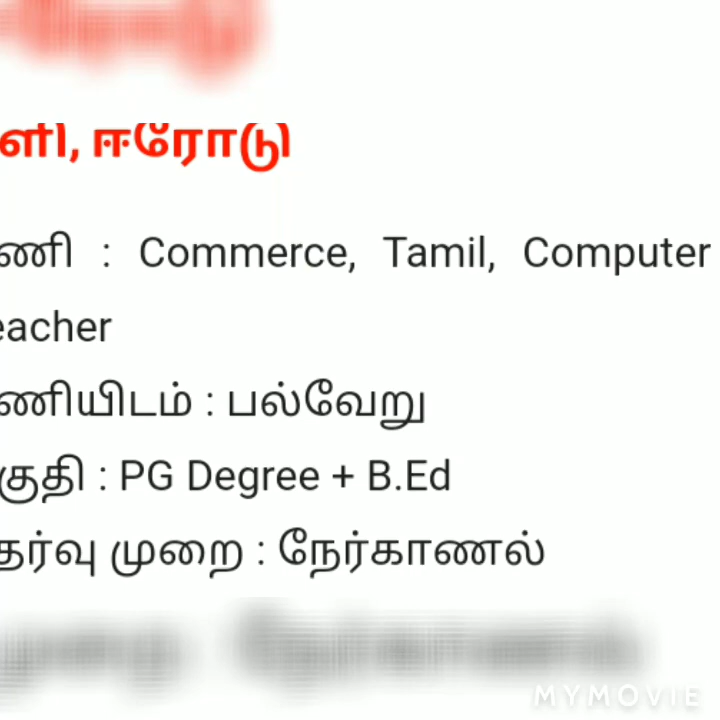 ளி, ஈரோடு
ணி : Commerce, Tamil, Computer
eacher
ணியிடம் : பல்வேறு
குதி : PG Degree + B.Ed
தர்வு முறை : நேர்காணல்
MYMOVIE